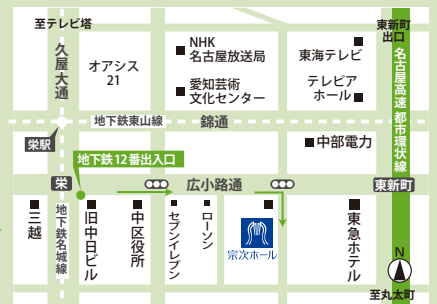 至テレビ塔
東新町
出口
久屋大通
オアシス
21
NHK
名古屋放送局
愛知芸術
文化センター
東海テレビ
テレピア
ホール
名古屋高速 都市環状線
地下鉄東山線
錦通
栄駅
中部電力
地下鉄12番出入口
栄
広小路通
東新町
三越
地下鉄名城線
旧中日ビル
中区役所
セブンイレブン
ローソン
宗次ホール
東急ホテル
N
至丸太町